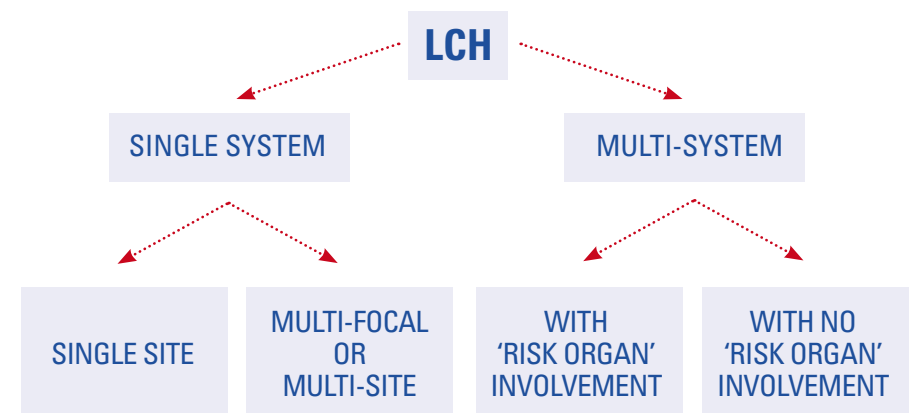 LCH
SINGLE SYSTEM
MULTI-SYSTEM
SINGLE SITE
MULTI-FOCAL
OR
MULTI-SITE
WITH
‘RISK ORGAN’
INVOLVEMENT
WITH NO
‘RISK ORGAN’
INVOLVEMENT